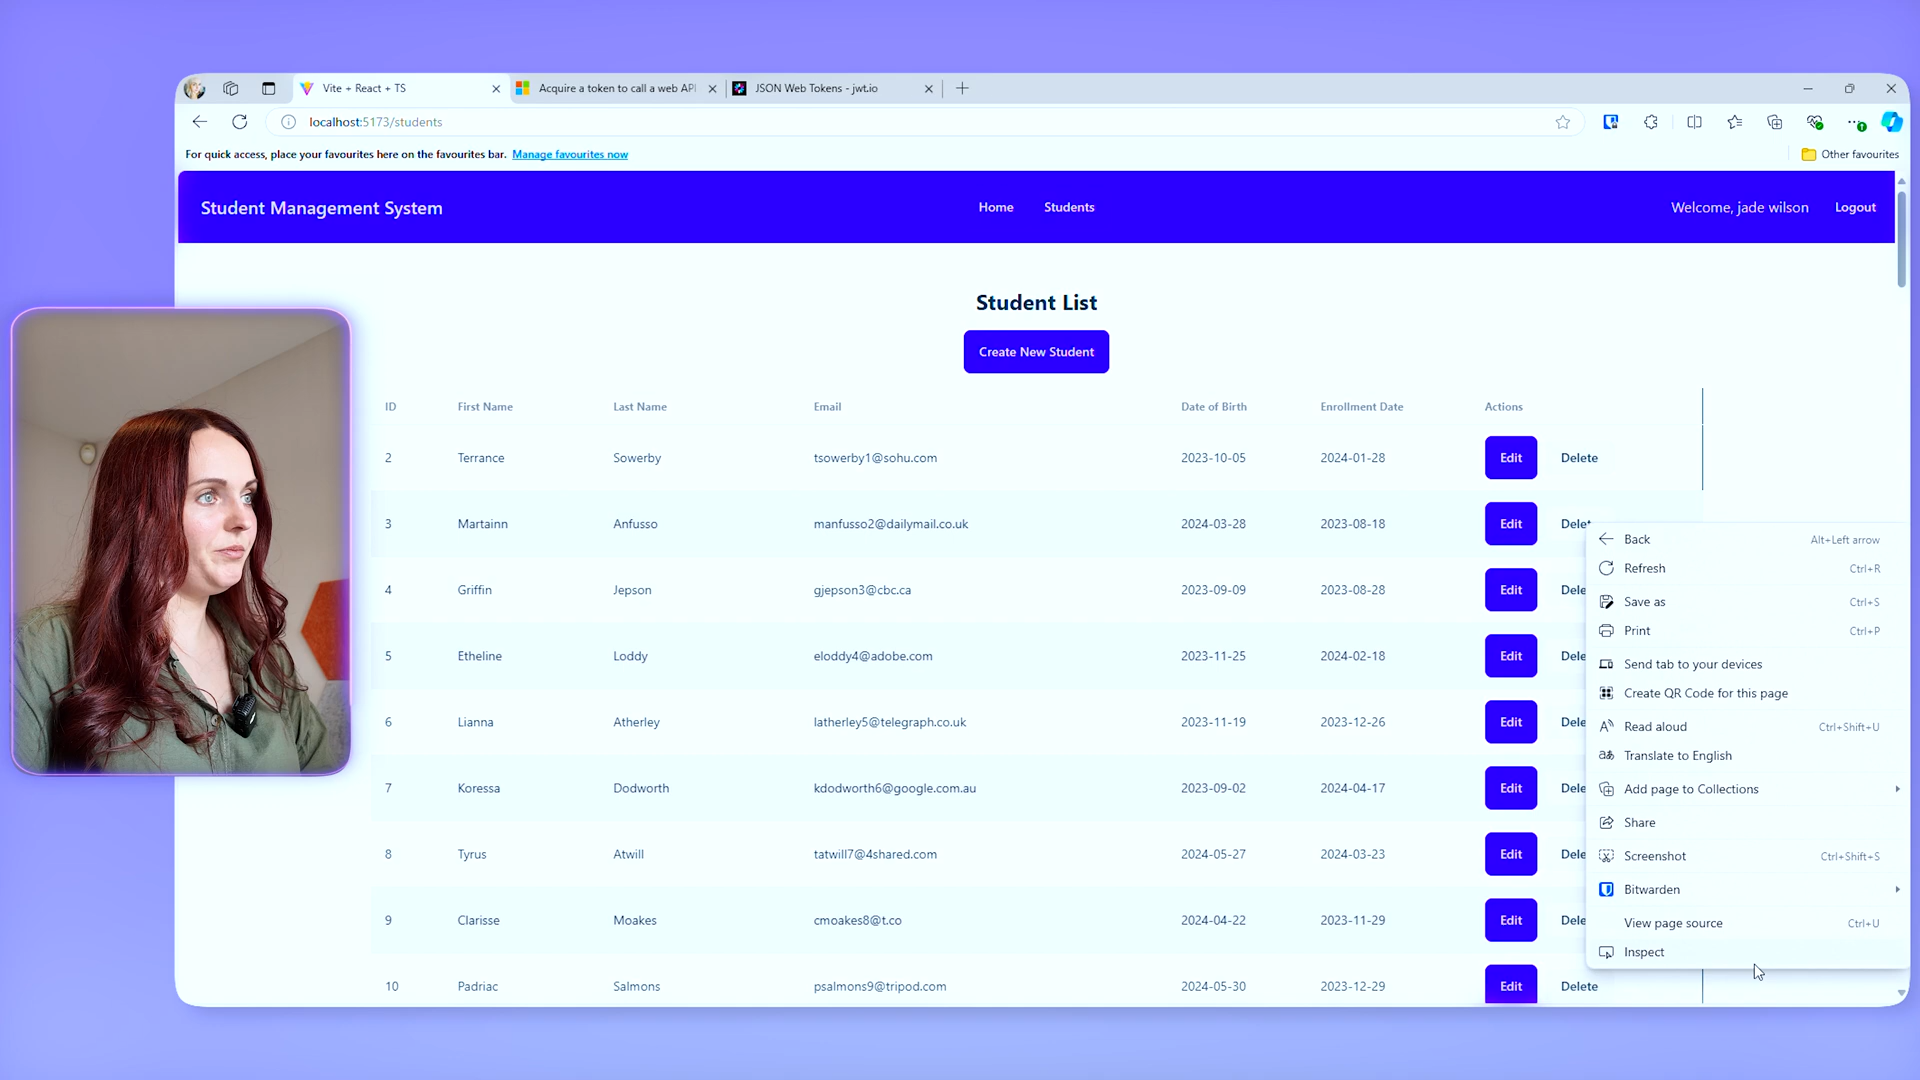 Vite + React + TS
Acquire a token to call a web API
JSON Web Tokens - jwt.io
localhost:5173/students
For quick access, place your favourites here on the favourites bar. Manage favourites now
Other favourites
Student Management System
Home
Students
Welcome, jade wilson
Logout
Student List
Create New Student
ID First Name Last Name Email Date of Birth Enrollment Date Actions
2 Terrance Sowerby tsowerby1@sohu.com 2023-10-05 2024-01-28 Edit Delete
3 Martainn Anfusso manfusso2@dailymail.co.uk 2024-03-28 2023-08-18 Edit Delet
4 Griffin Jepson gjepson3@cbc.ca 2023-09-09 2023-08-28 Edit Dele
5 Etheline Loddy eloddy4@adobe.com 2023-11-25 2024-02-18 Edit Dele
6 Lianna Atherley latherley5@telegraph.co.uk 2023-11-19 2023-12-26 Edit Dele
7 Koressa Dodworth kdodworth6@google.com.au 2023-09-02 2024-04-17 Edit Dele
8 Tyrus Atwill tatwill7@4shared.com 2024-05-27 2024-03-23 Edit Dele
9 Clarisse Moakes cmoakes8@t.co 2024-04-22 2023-11-29 Edit Dele
10 Padriac Salmons psalmons9@tripod.com 2024-05-30 2023-12-29 Edit Delete
Back Alt+Left arrow
Refresh Ctrl+R
Save as Ctrl+S
Print Ctrl+P
Send tab to your devices
Create QR Code for this page
Read aloud Ctrl+Shift+U
Translate to English
Add page to Collections
Share
Screenshot Ctrl+Shift+S
Bitwarden
View page source Ctrl+U
Inspect